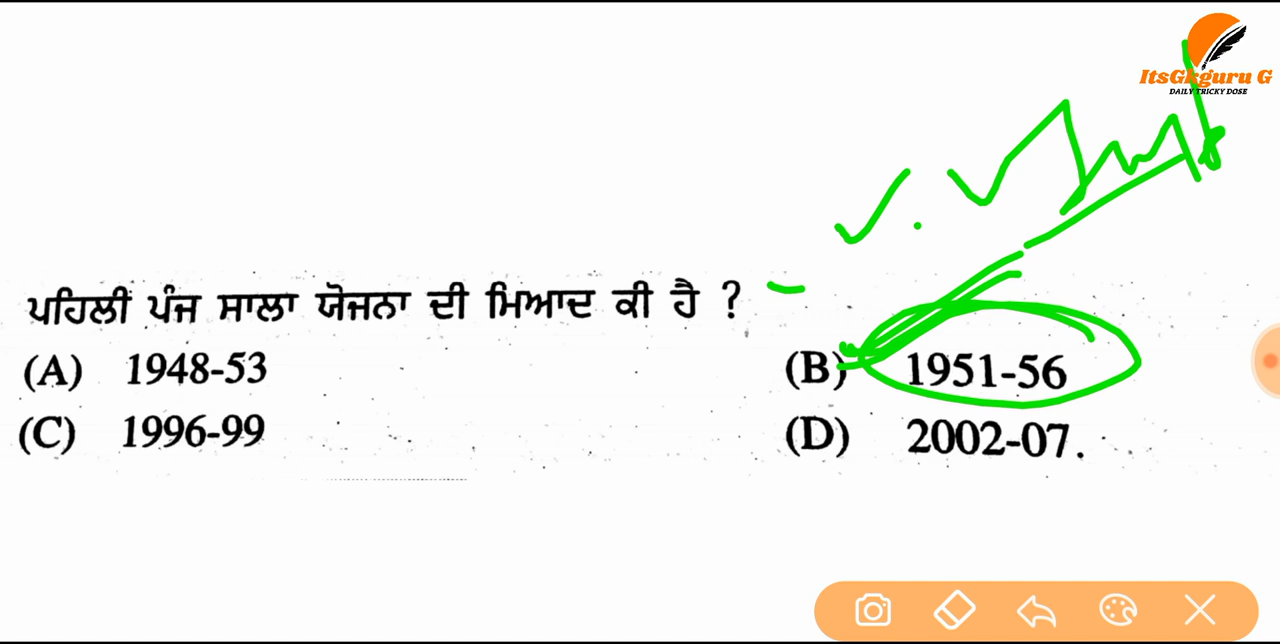 ItsGkguru G
DAILY TRICKY DOSE
ਪਹਿਲੀ ਪੰਜ ਸਾਲਾ ਯੋਜਨਾ ਦੀ ਮਿਆਦ ਕੀ ਹੈ ?
(A) 1948-53 (B) 1951-56
(C) 1996-99 (D) 2002-07.